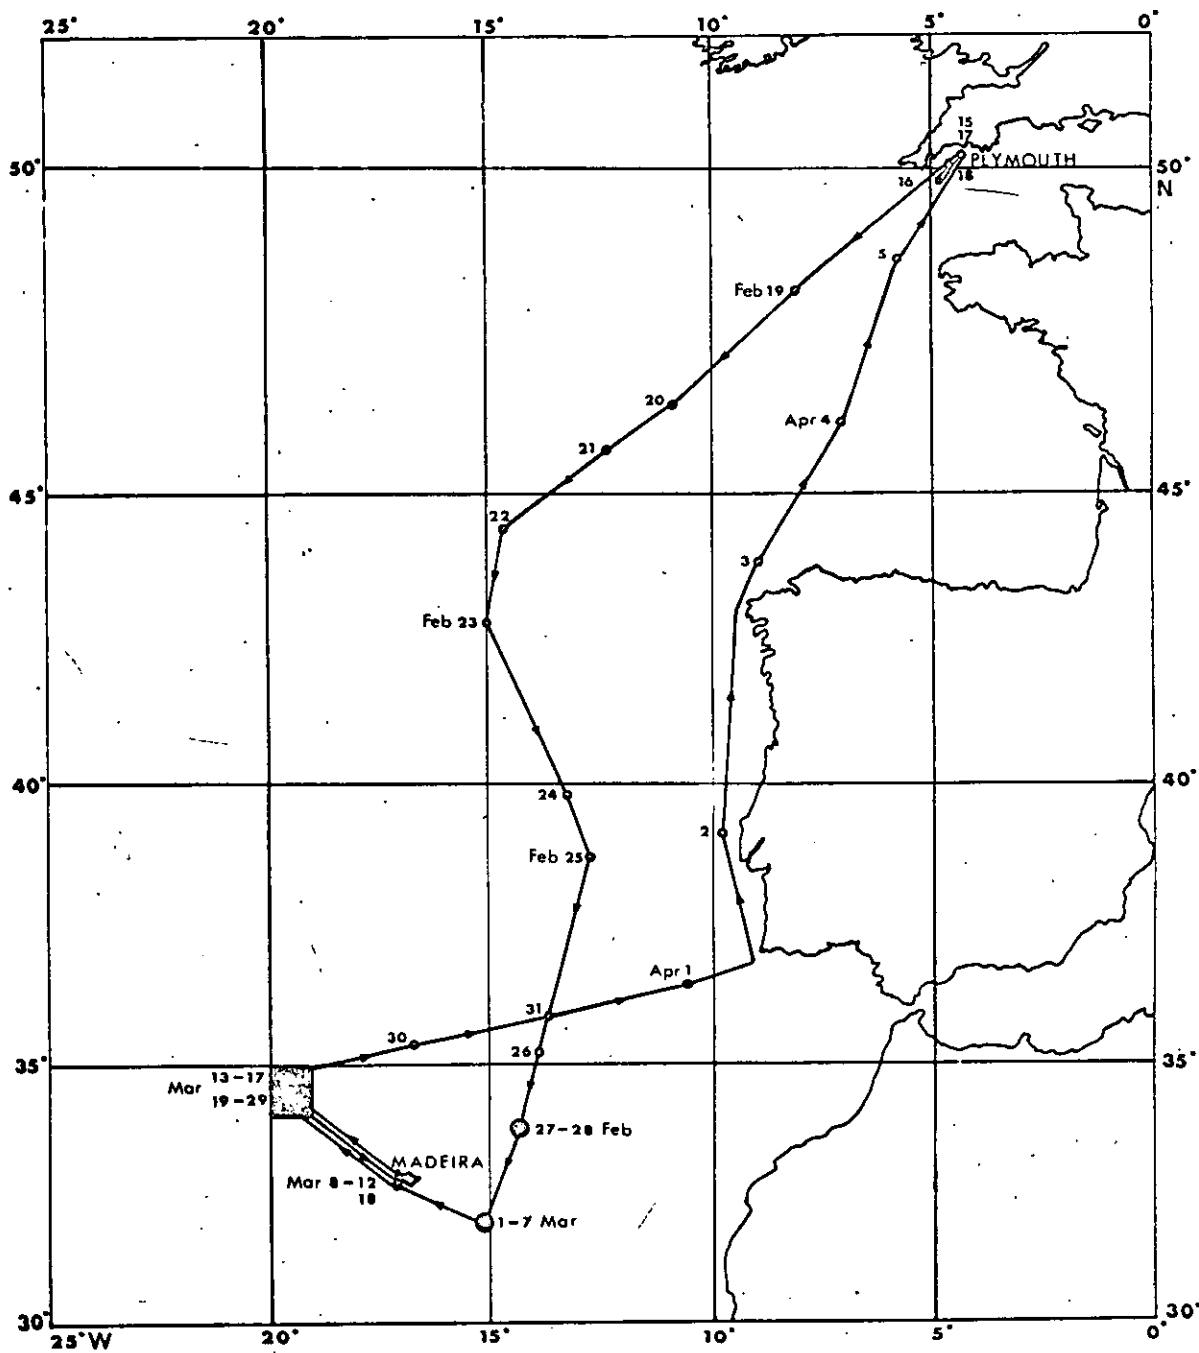 25° 20° 15° 10° 5° 0°
15
17
PLYMOUTH
50° 50°
N
16 6 18
5
Feb 19
20
Apr 4
21
45° 45°
22
3
Feb 23
40° 40°
24
2
Feb 25
Apr 1
31
30
26
35° 35°
Mar 13-17
19-29
27-28 Feb
MADEIRA
Mar 8-12
18
1-7 Mar
30° 30°
25°W 20° 15° 10° 5° 0°